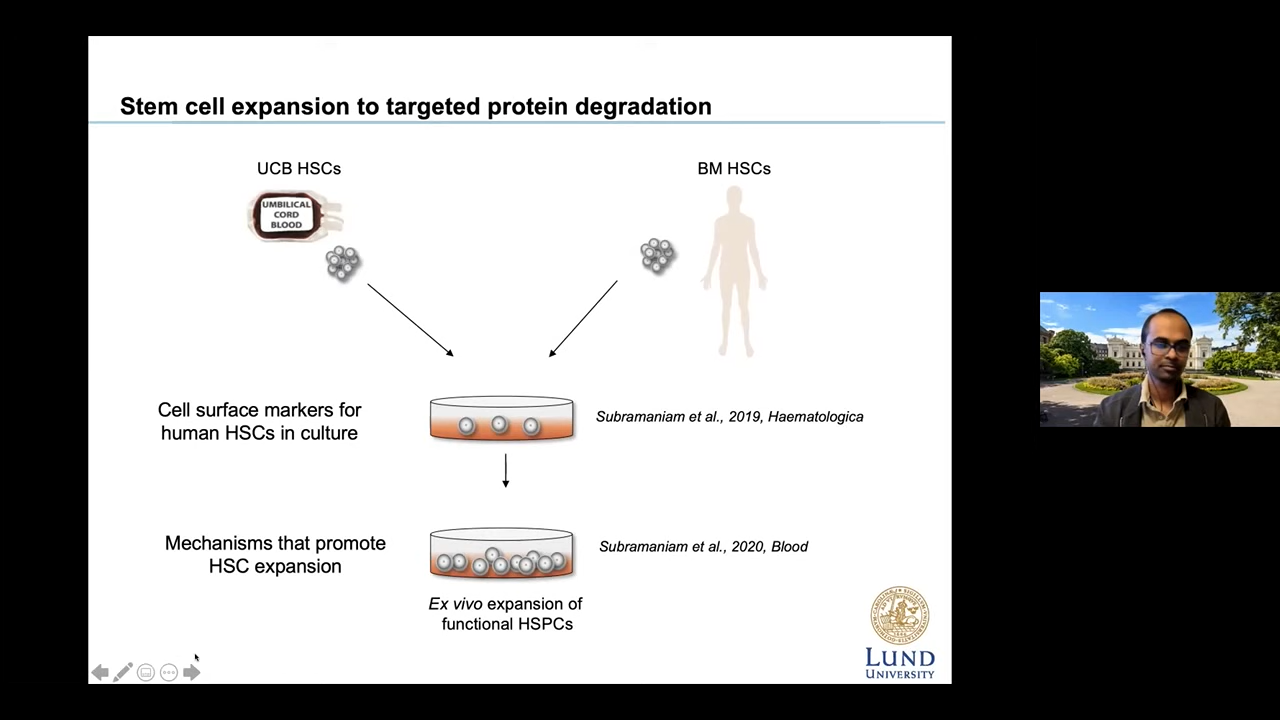 Stem cell expansion to targeted protein degradation
UCB HSCs
BM HSCs
UMBILICAL
CORD
BLOOD
Cell surface markers for
human HSCs in culture
Subramaniam et al., 2019, Haematologica
Mechanisms that promote
HSC expansion
Subramaniam et al., 2020, Blood
Ex vivo expansion of
functional HSPCs
LUND
UNIVERSITY